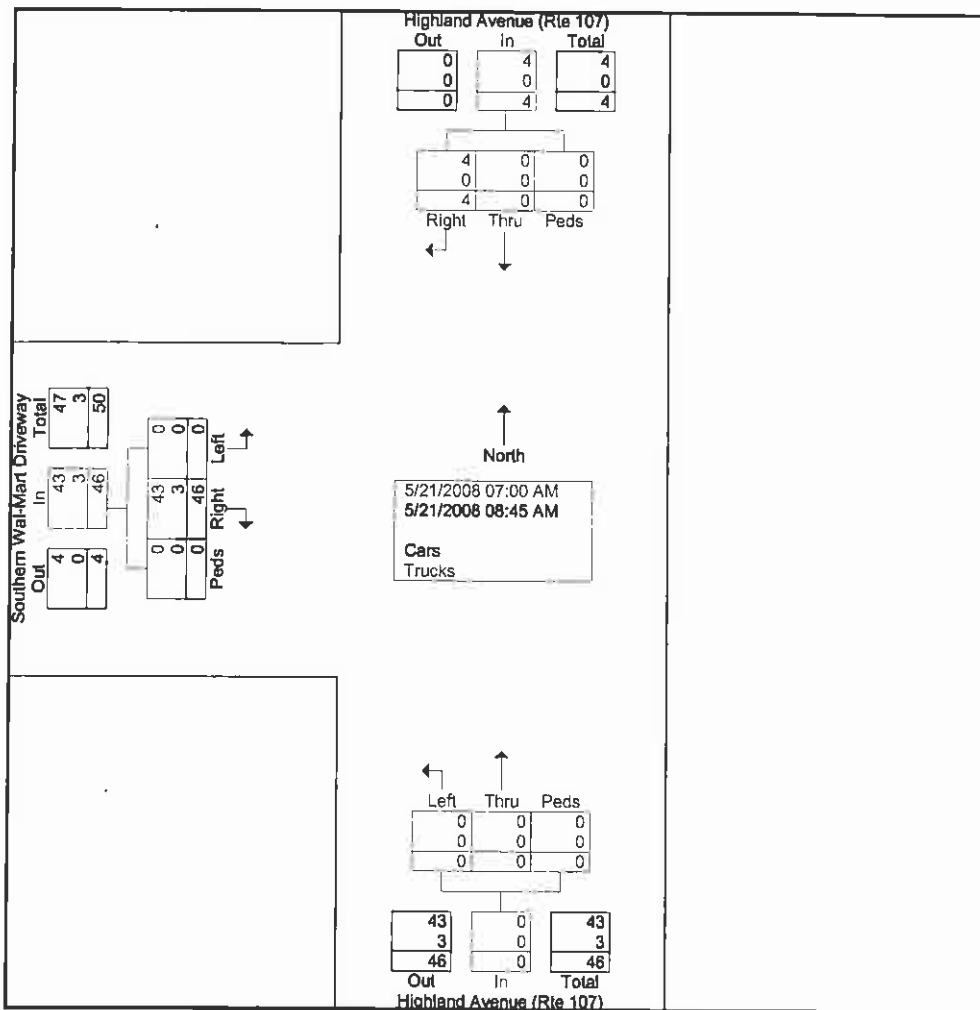 Highland Avenue (Rte 107)
Out In Total
0 4 4
0 0 0
0 4 4
4 0 0
0 0 0
4 0 0
Right Thru Peds
Southern Wal-Mart Driveway
Total
47
3
50
In
43
3
46
Out
4
0
4
0 0 0
Left
43 3 46
Right
0 0 0
Peds
North
5/21/2008 07:00 AM
5/21/2008 08:45 AM
Cars
Trucks
Left Thru Peds
0 0 0
0 0 0
0 0 0
43 0 43
3 0 3
46 0 46
Out In Total
Highland Avenue (Rte 107)